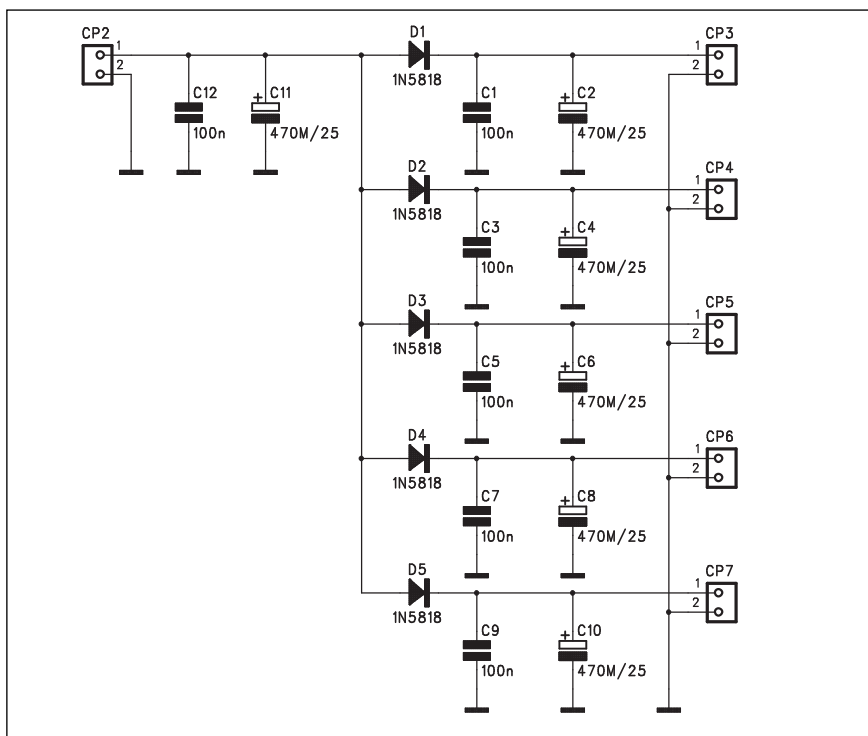 CP2
1
2
C12
100n
+
C11
470M/25
D1
1N5818
C1
100n
+
C2
470M/25
CP3
1
2
D2
1N5818
C3
100n
+
C4
470M/25
CP4
1
2
D3
1N5818
C5
100n
+
C6
470M/25
CP5
1
2
D4
1N5818
C7
100n
+
C8
470M/25
CP6
1
2
D5
1N5818
C9
100n
+
C10
470M/25
CP7
1
2